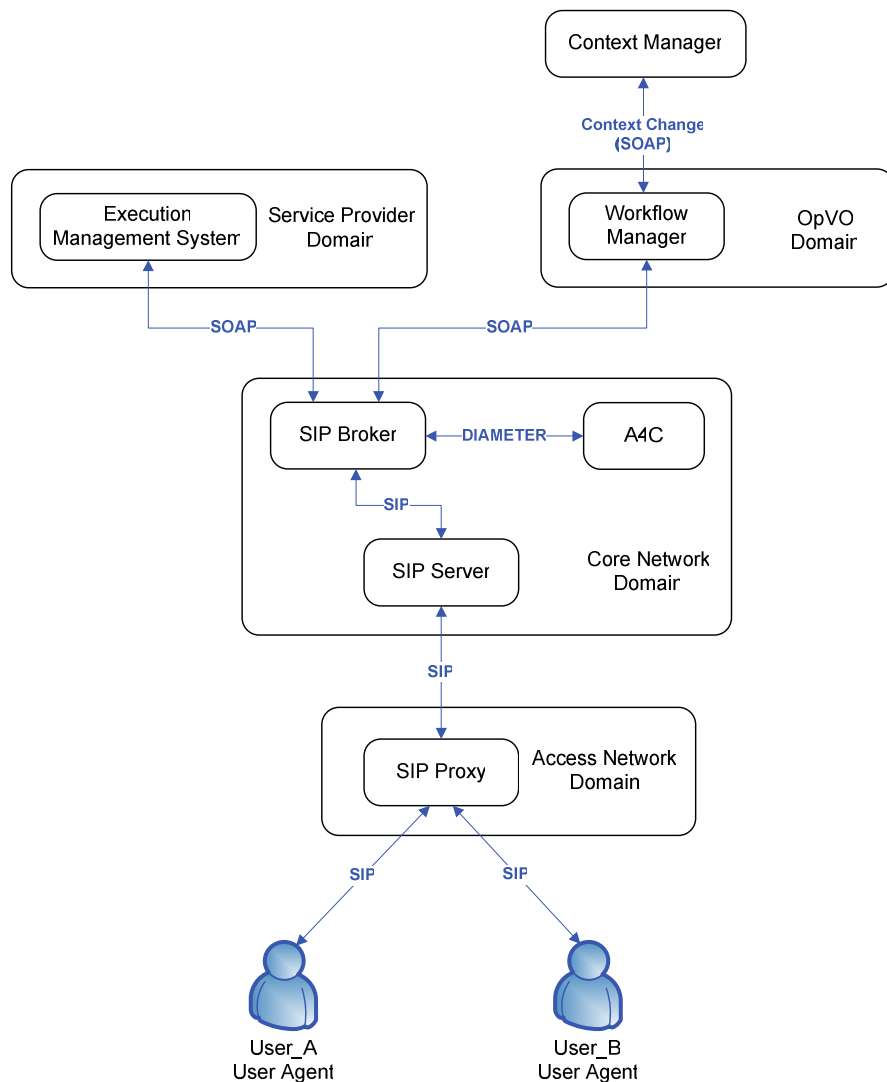 Context Manager
Context Change
(SOAP)
Execution
Management System
Service Provider
Domain
Workflow
Manager
OpVO
Domain
SOAP
SOAP
SIP Broker
DIAMETER
A4C
SIP
SIP Server
Core Network
Domain
SIP
SIP Proxy
Access Network
Domain
SIP
SIP
User_A
User Agent
User_B
User Agent